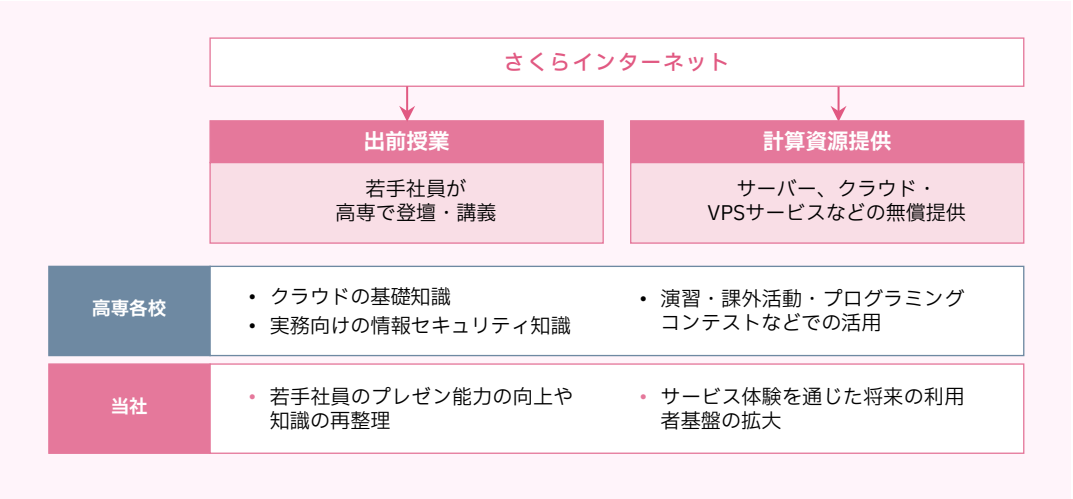 さくらインターネット
出前授業
若手社員が
高専で登壇・講義
計算資源提供
サーバー、クラウド・
VPSサービスなどの無償提供
高専各校
• クラウドの基礎知識
• 実務向けの情報セキュリティ知識
• 演習・課外活動・プログラミング
コンテストなどでの活用
当社
• 若手社員のプレゼン能力の向上や
知識の再整理
• サービス体験を通じた将来の利用
者基盤の拡大